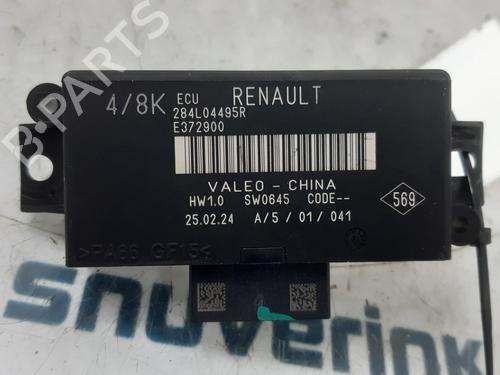 4/8K ECU RENAULT
284L04495R
E372900
VALEO - CHINA
HW1.0 SW0645 CODE--
25.02.24 A/5/01/041
569
>PA66 GF15<
B-PARTS
snuverink